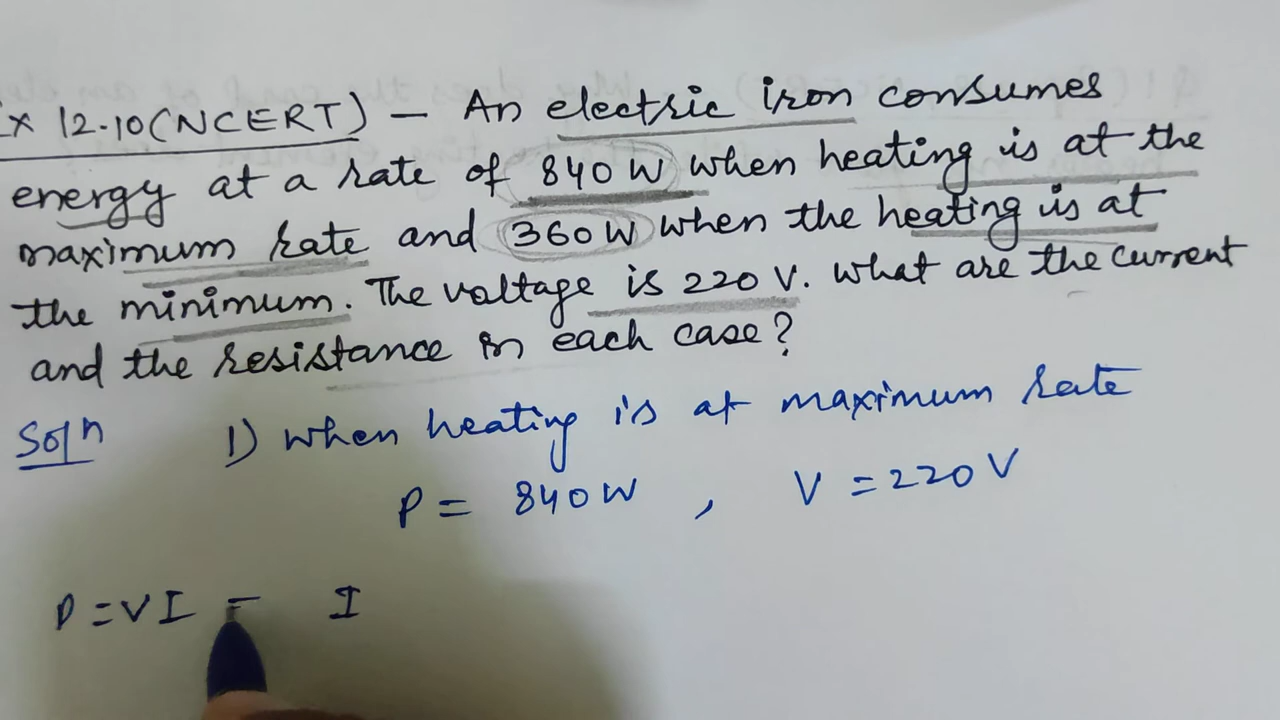 Ex 12.10 (NCERT) — An electric iron consumes
energy at a rate of 840 W when heating is at the
maximum rate and 360 W when the heating is at
the minimum. The voltage is 220 V. what are the current
and the resistance in each case?
Solⁿ 1) when heating is at maximum rate
P = 840 W , V = 220 V
P = VI = I